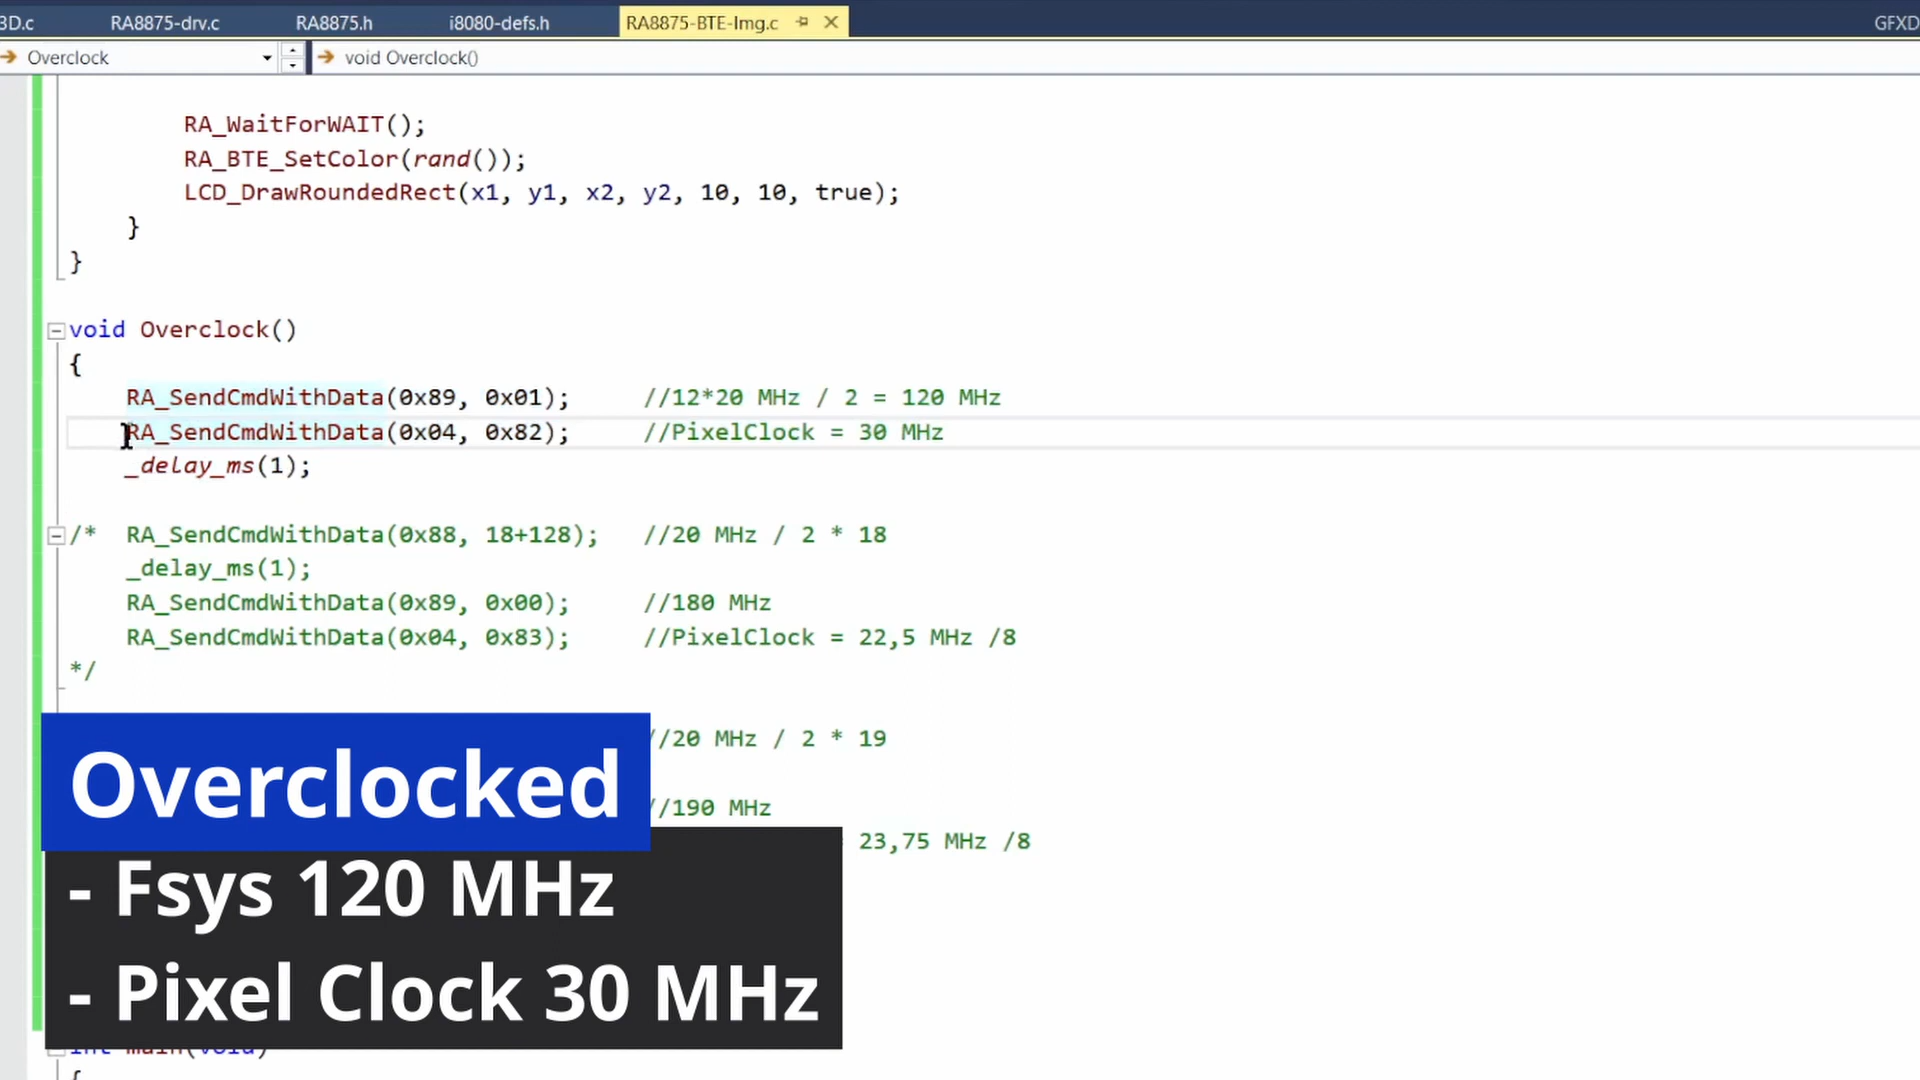 3D.c RA8875-drv.c RA8875.h i8080-defs.h RA8875-BTE-Img.c GFXD
Overclock void Overclock()
RA_WaitForWAIT();
RA_BTE_SetColor(rand());
LCD_DrawRoundedRect(x1, y1, x2, y2, 10, 10, true);
}
}
void Overclock()
{
RA_SendCmdWithData(0x89, 0x01); //12*20 MHz / 2 = 120 MHz
RA_SendCmdWithData(0x04, 0x82); //PixelClock = 30 MHz
_delay_ms(1);
/* RA_SendCmdWithData(0x88, 18+128); //20 MHz / 2 * 18
_delay_ms(1);
RA_SendCmdWithData(0x89, 0x00); //180 MHz
RA_SendCmdWithData(0x04, 0x83); //PixelClock = 22,5 MHz /8
*/
//20 MHz / 2 * 19
//190 MHz
= 23,75 MHz /8
Overclocked
- Fsys 120 MHz
- Pixel Clock 30 MHz
int main(void)
{